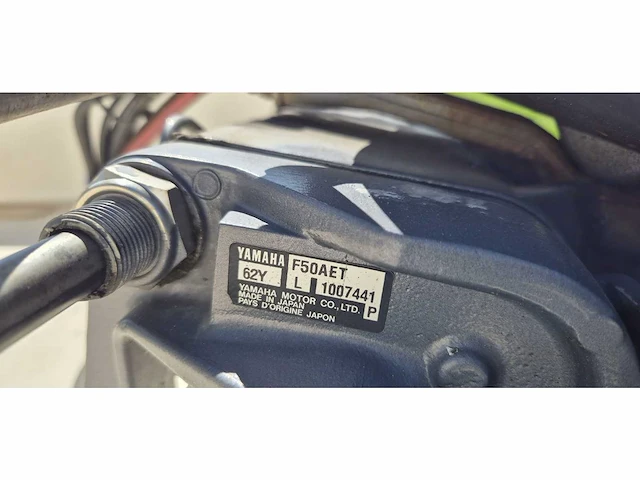 YAMAHA F50AET
62Y L 1007441
YAMAHA MOTOR CO., LTD. P
MADE IN JAPAN
PAYS D'ORIGINE JAPON